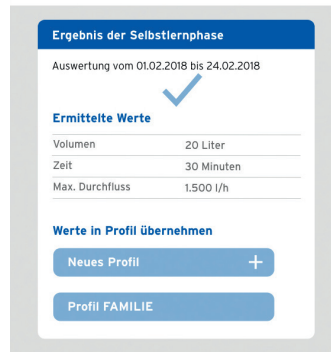 Ergebnis der Selbstlernphase
Auswertung vom 01.02.2018 bis 24.02.2018
Ermittelte Werte
Volumen 20 Liter
Zeit 30 Minuten
Max. Durchfluss 1.500 l/h
Werte in Profil übernehmen
Neues Profil +
Profil FAMILIE